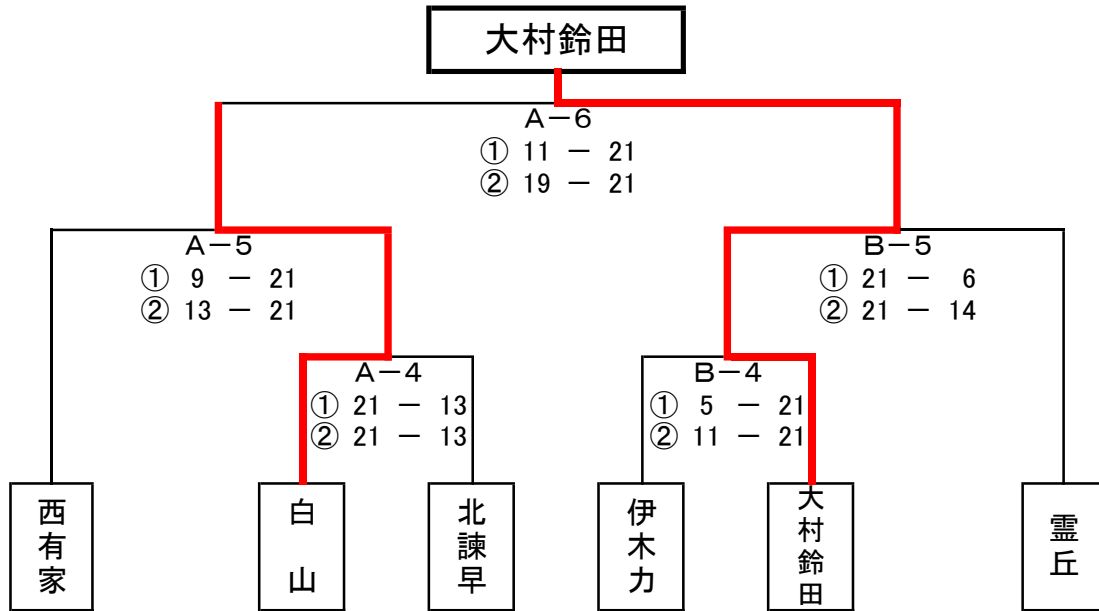 大村鈴田
A－6
① 11 － 21
② 19 － 21
A－5
① 9 － 21
② 13 － 21
B－5
① 21 － 6
② 21 － 14
A－4
① 21 － 13
② 21 － 13
B－4
① 5 － 21
② 11 － 21
西有家
白山
北諫早
伊木力
大村鈴田
霊丘